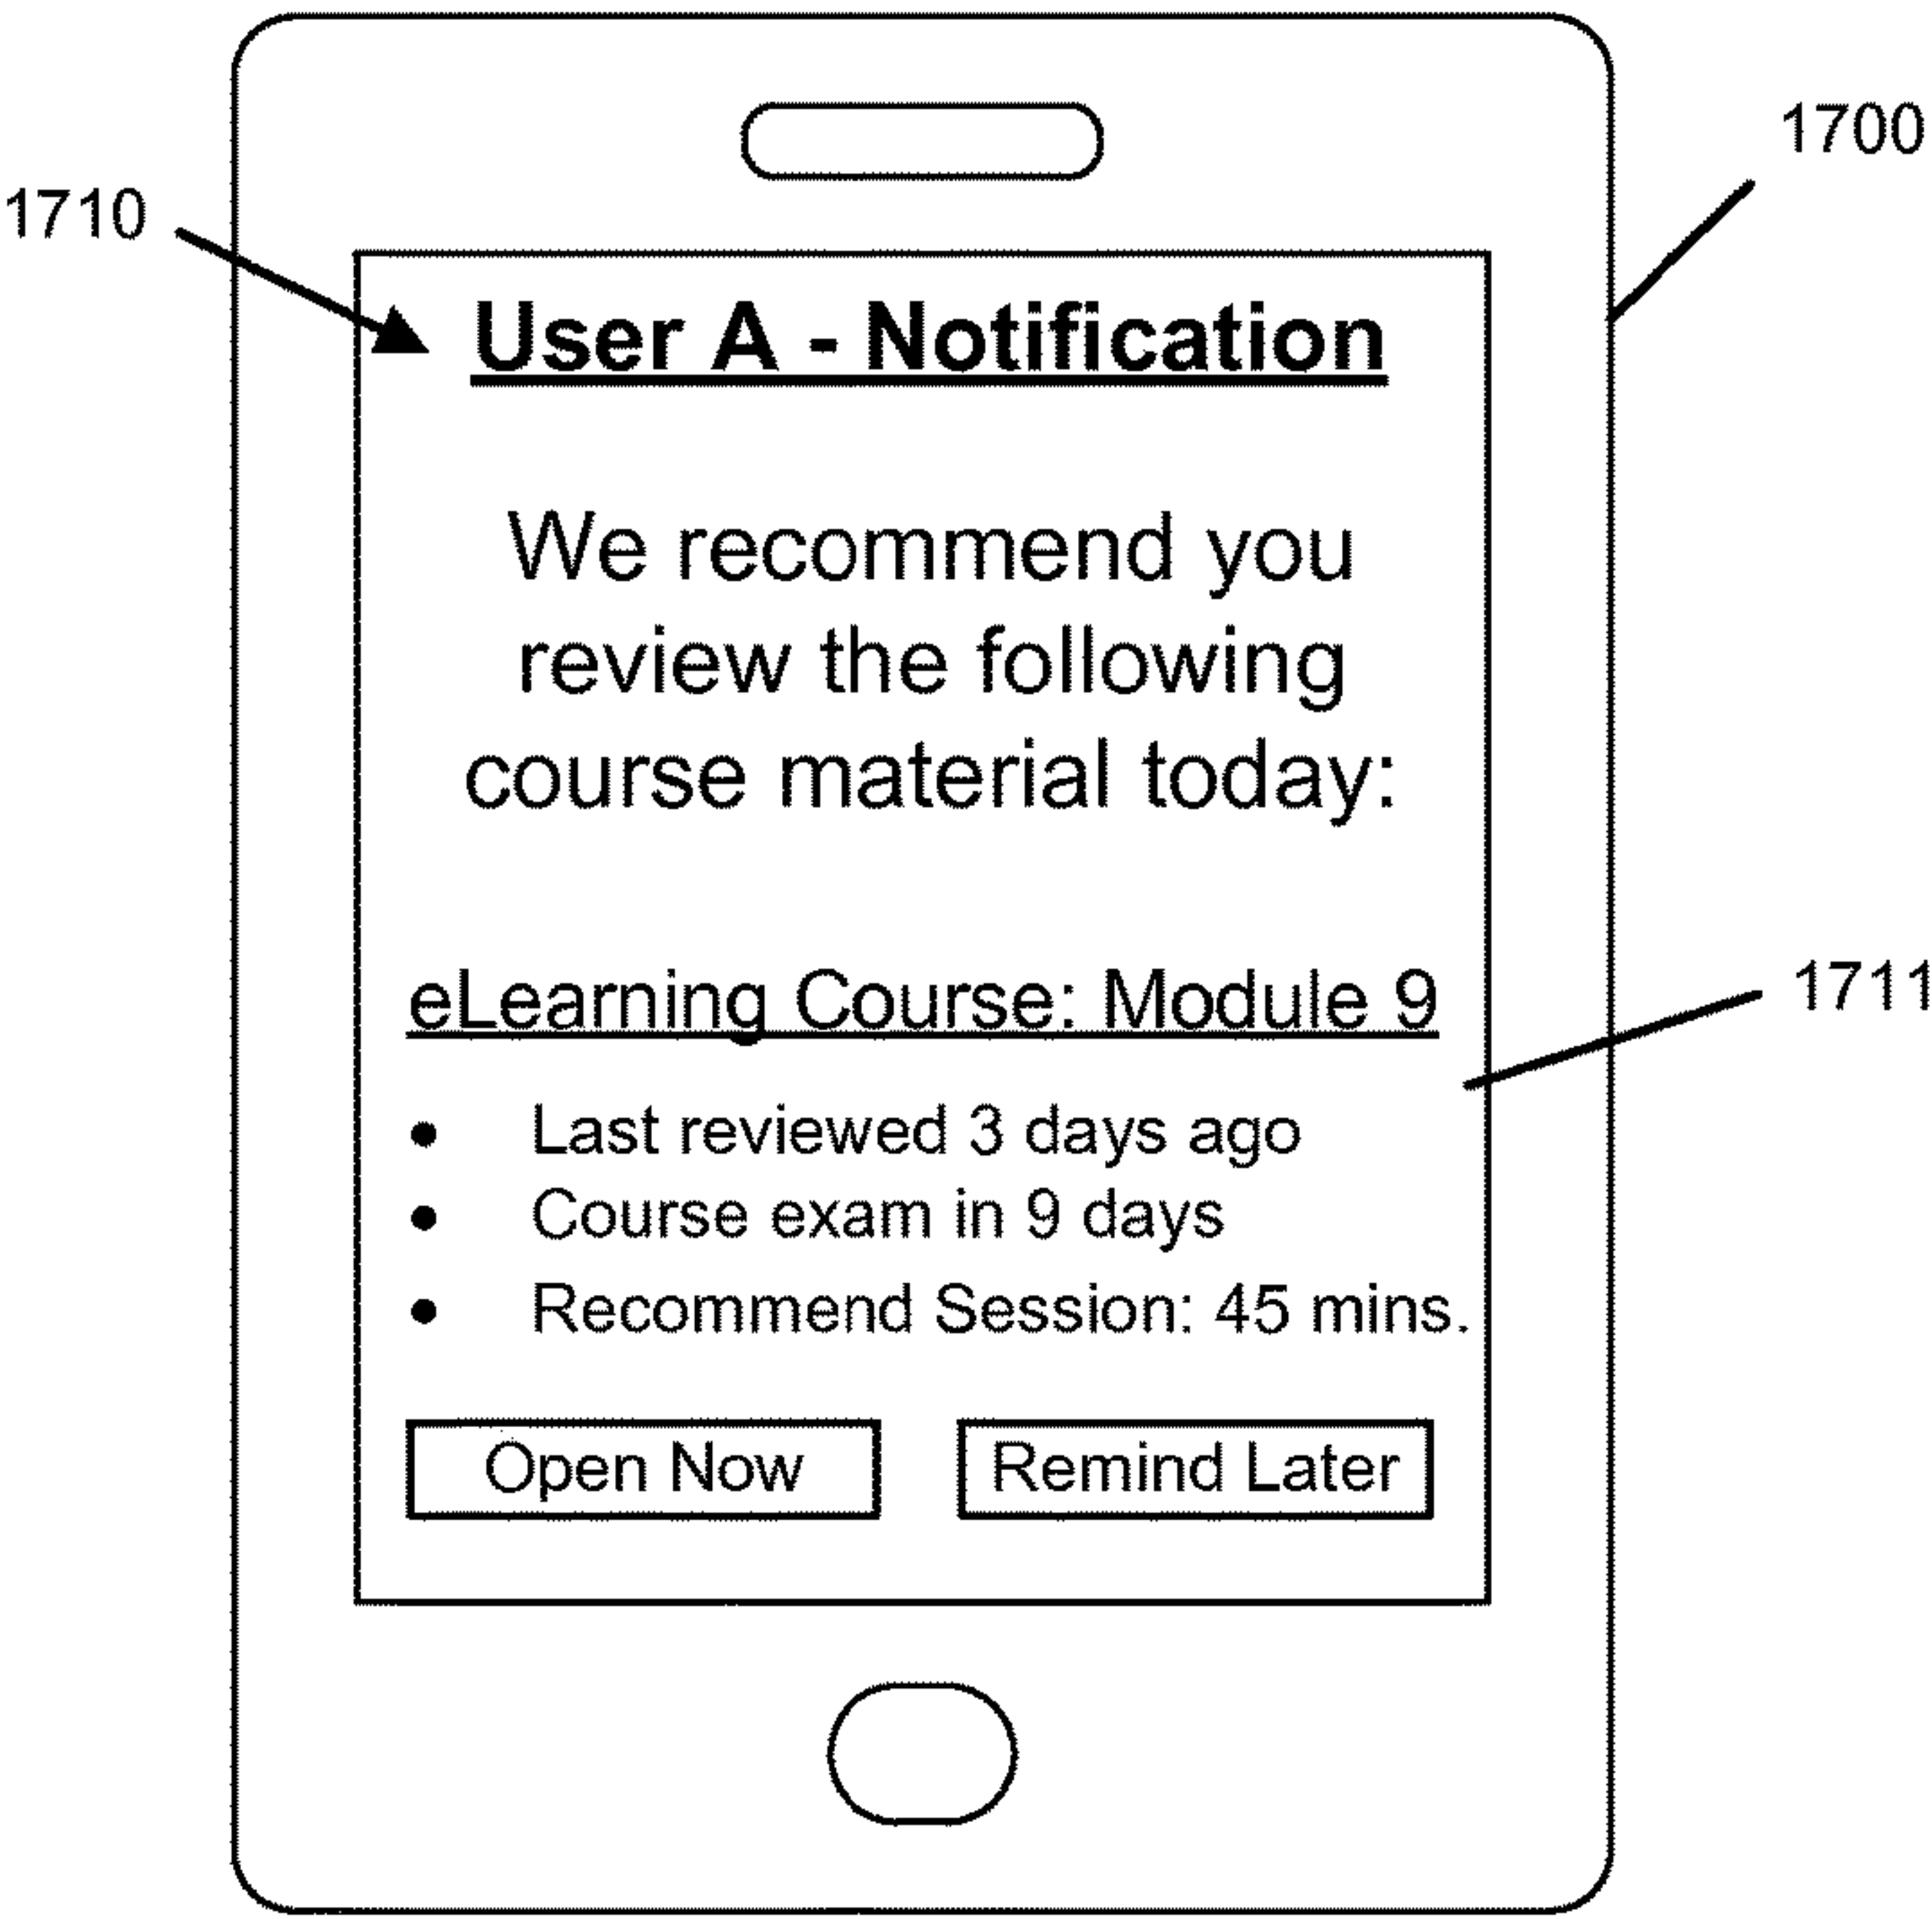 1700
1710
User A - Notification
We recommend you
review the following
course material today:
eLearning Course: Module 9
1711
• Last reviewed 3 days ago
• Course exam in 9 days
• Recommend Session: 45 mins.
Open Now
Remind Later